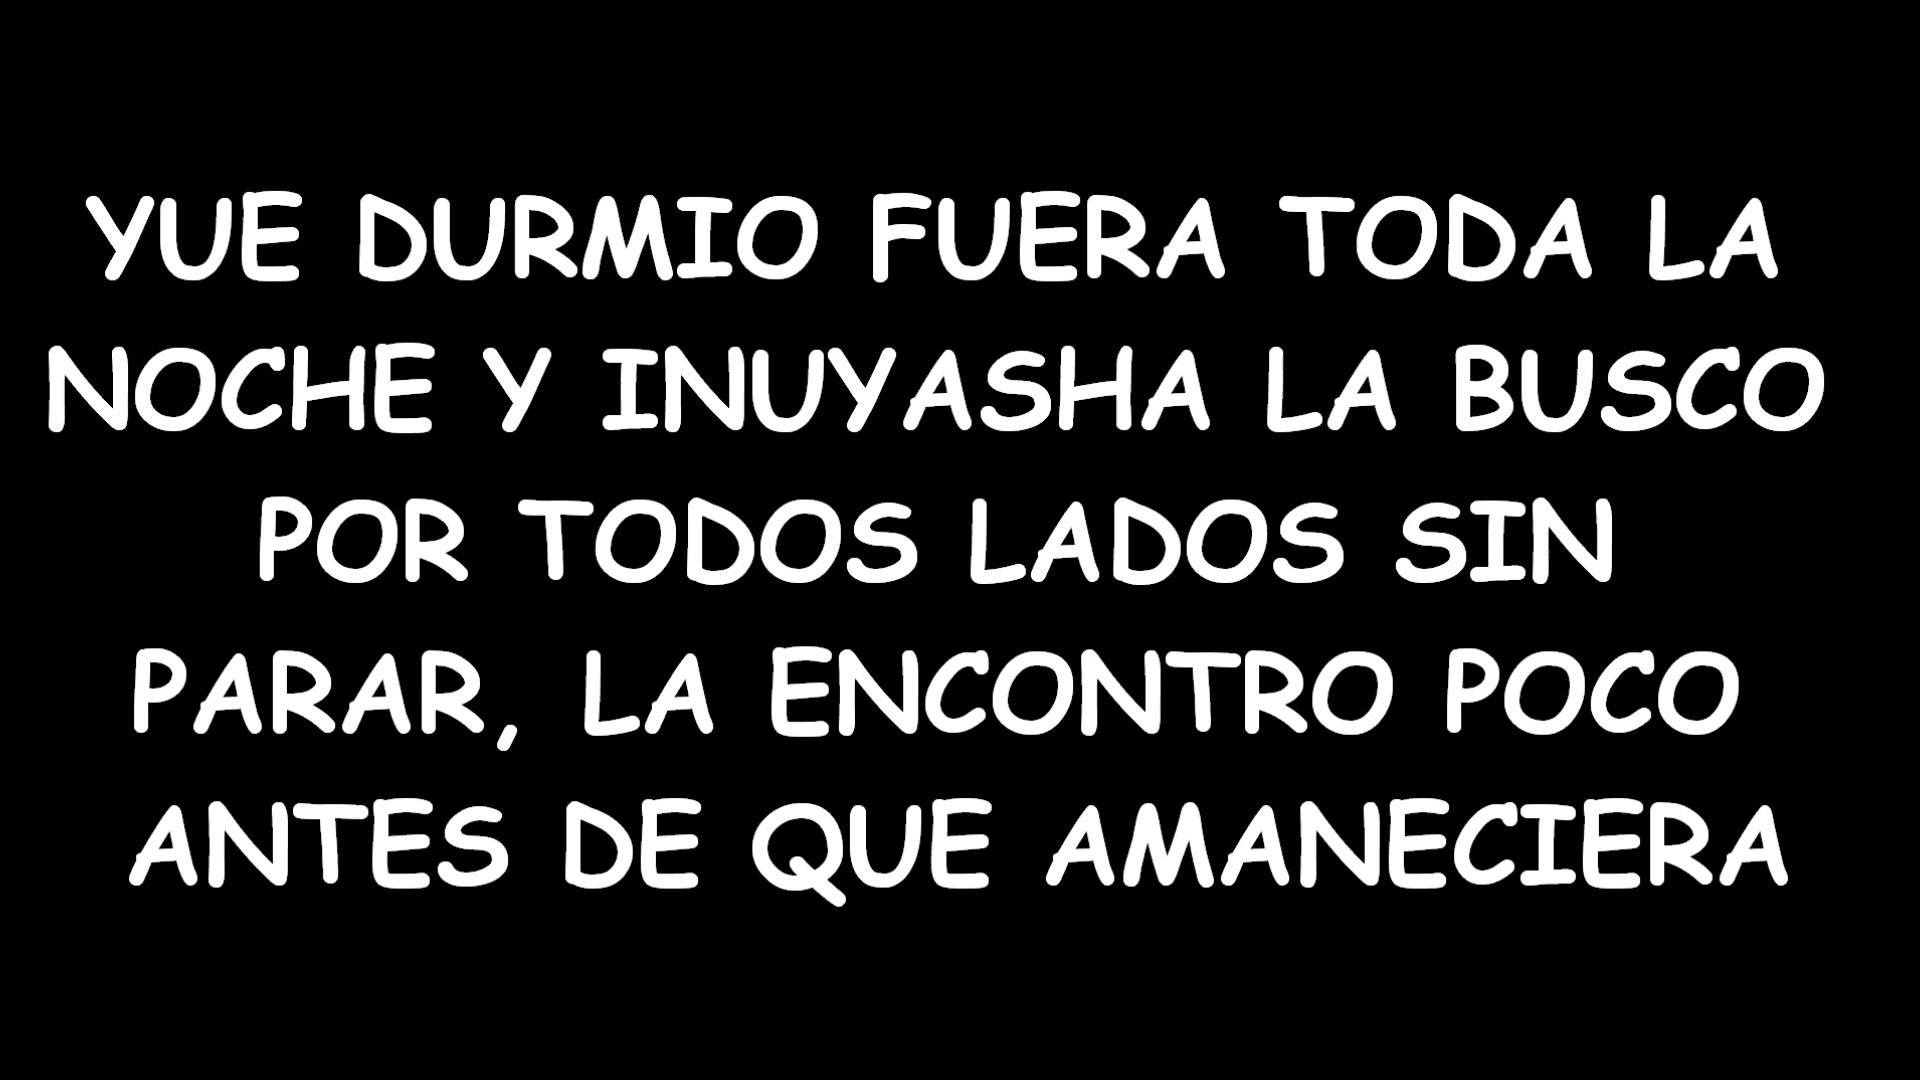 YUE DURMIO FUERA TODA LA
NOCHE Y INUYASHA LA BUSCO
POR TODOS LADOS SIN
PARAR, LA ENCONTRO POCO
ANTES DE QUE AMANECIERA